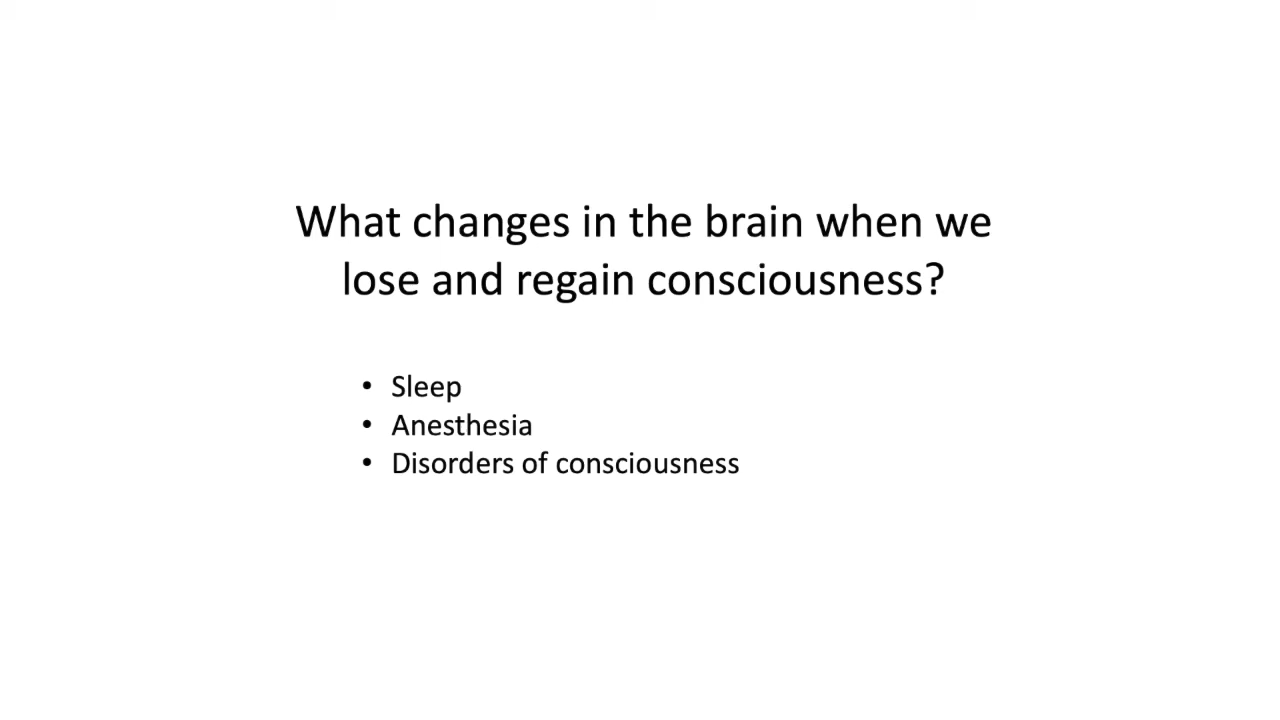 What changes in the brain when we
lose and regain consciousness?
• Sleep
• Anesthesia
• Disorders of consciousness